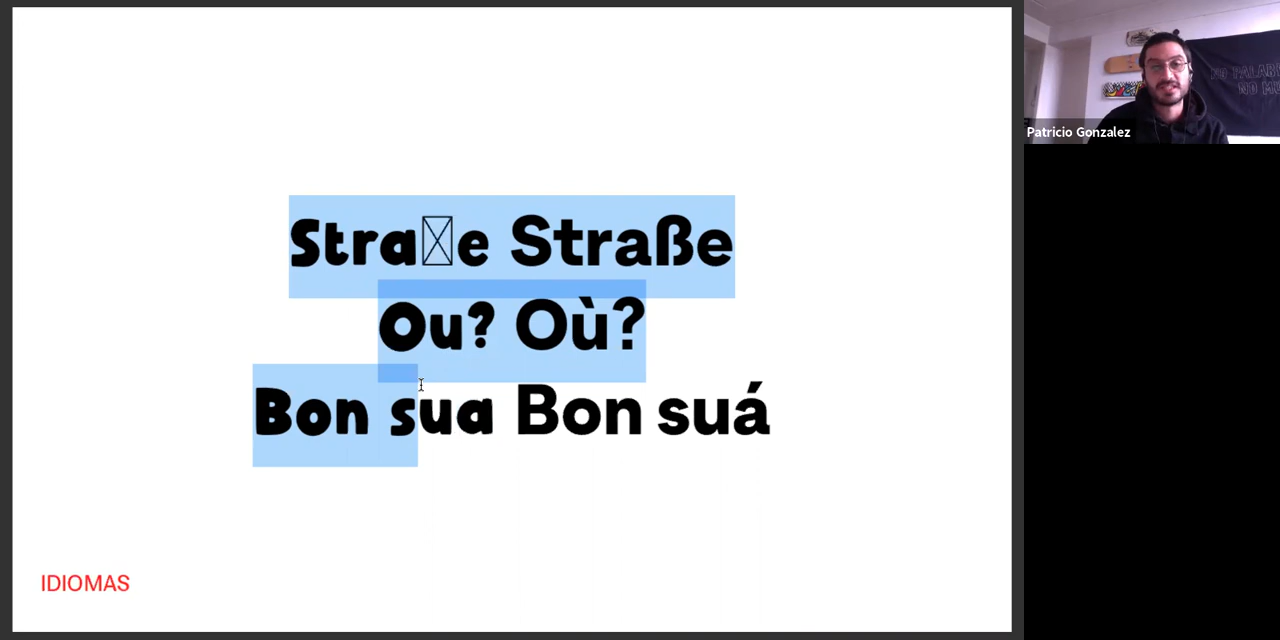 Stra☒e Straße
Ou? Où?
Bon sua Bon suá
IDIOMAS
Patricio Gonzalez